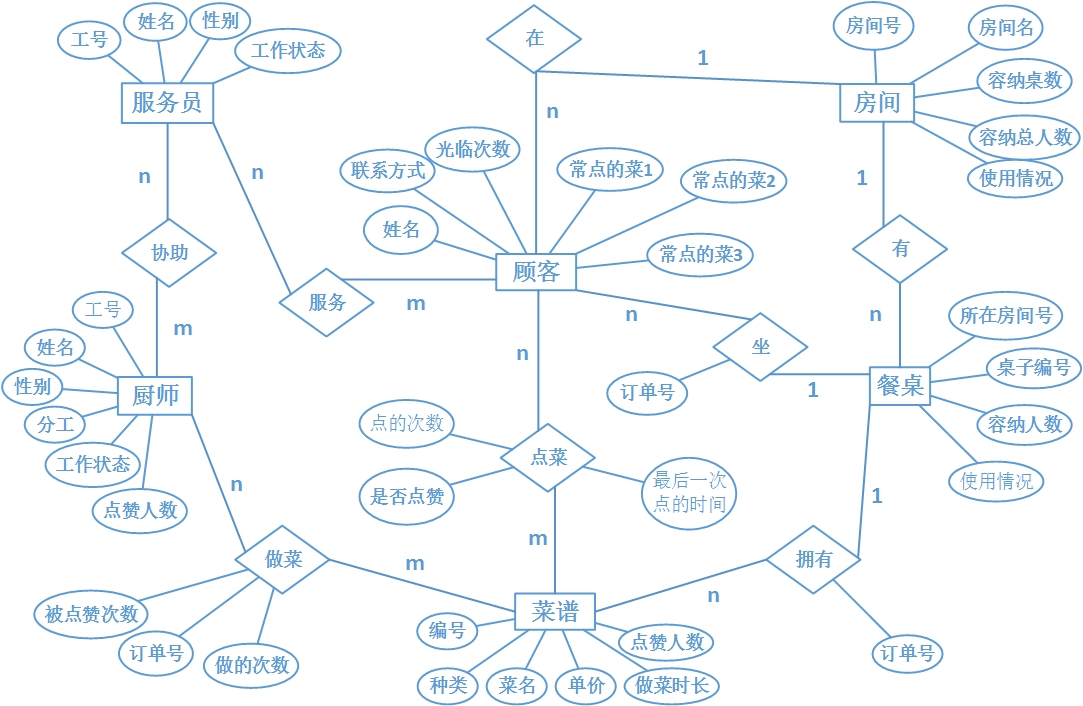 工号
姓名
性别
工作状态
服务员
在
1
n
房间号
房间名
容纳桌数
容纳总人数
使用情况
房间
n
n
联系方式
光临次数
姓名
常点的菜1
常点的菜2
常点的菜3
顾客
1
有
n
协助
m
服务
m
n
坐
1
订单号
n
所在房间号
桌子编号
容纳人数
使用情况
餐桌
工号
姓名
性别
分工
工作状态
点赞人数
厨师
点的次数
是否点赞
点菜
最后一次
点的时间
n
m
1
做菜
m
拥有
n
被点赞次数
订单号
做的次数
菜谱
编号
种类
菜名
单价
做菜时长
点赞人数
订单号